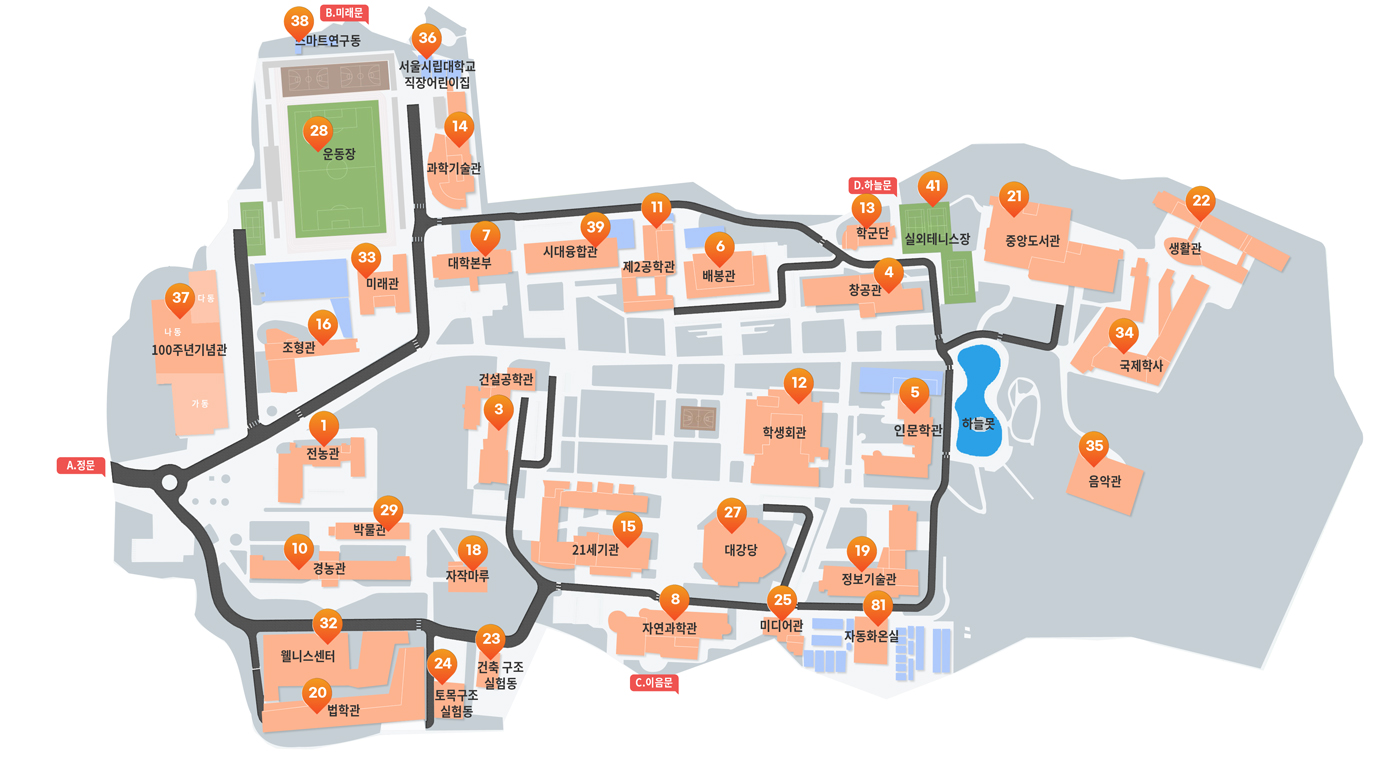 38
B.미래문
스마트연구동
36
서울시립대학교
직장어린이집
28
운동장
14
과학기술관
D.하늘문
13
학군단
41
실외테니스장
21
중앙도서관
22
생활관
7
대학본부
39
시대융합관
11
제2공학관
6
배봉관
4
창공관
33
미래관
37
다 동
나 동
100주년기념관
가 동
16
조형관
34
국제학사
건설공학관
3
12
학생회관
5
인문학관
하늘못
1
전농관
35
음악관
A.정문
29
박물관
10
경농관
18
자작마루
15
21세기관
27
대강당
19
정보기술관
8
자연과학관
25
미디어관
81
자동화온실
32
웰니스센터
23
건축 구조
실험동
24
토목구조
실험동
20
법학관
C.이음문